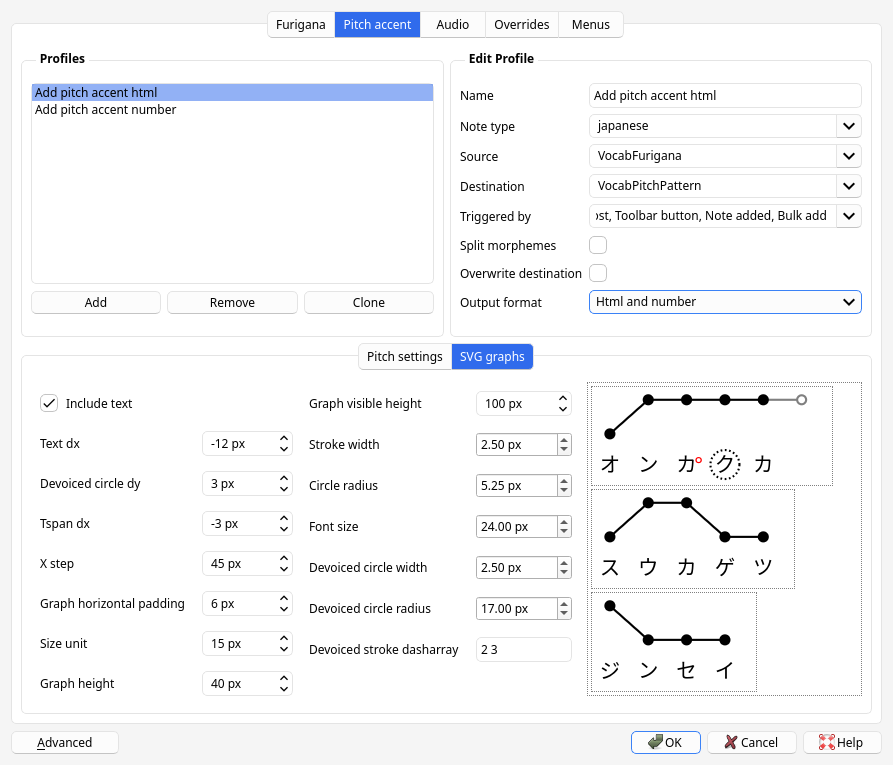 Furigana
Pitch accent
Audio
Overrides
Menus
Profiles
Add pitch accent html
Add pitch accent number
Add
Remove
Clone
Edit Profile
Name
Add pitch accent html
Note type
japanese
Source
VocabFurigana
Destination
VocabPitchPattern
Triggered by
ost, Toolbar button, Note added, Bulk add
Split morphemes
Overwrite destination
Output format
Html and number
Pitch settings
SVG graphs
Include text
Text dx
-12 px
Devoiced circle dy
3 px
Tspan dx
-3 px
X step
45 px
Graph horizontal padding
6 px
Size unit
15 px
Graph height
40 px
Graph visible height
100 px
Stroke width
2.50 px
Circle radius
5.25 px
Font size
24.00 px
Devoiced circle width
2.50 px
Devoiced circle radius
17.00 px
Devoiced stroke dasharray
2 3
オンカ°クカ
スウカゲツ
ジンセイ
Advanced
OK
Cancel
Help